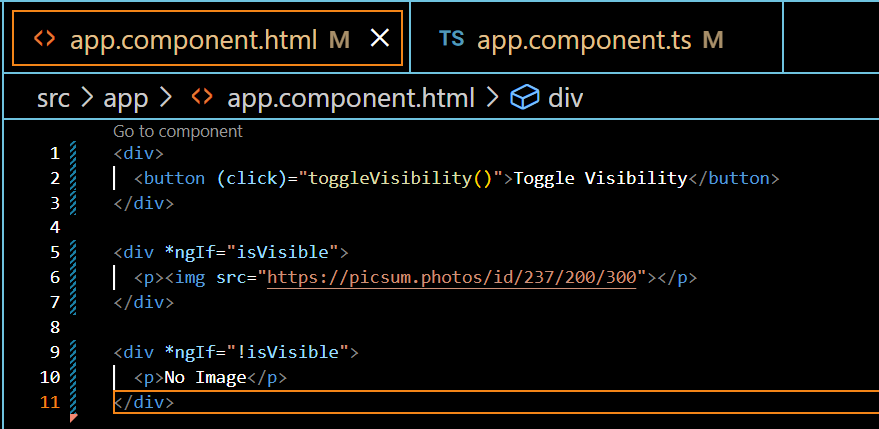 app.component.html M
TS app.component.ts M
src app app.component.html div
Go to component
1 <div>
2 <button (click)="toggleVisibility()">Toggle Visibility</button>
3 </div>
4
5 <div *ngIf="isVisible">
6 <p><img src="https://picsum.photos/id/237/200/300"></p>
7 </div>
8
9 <div *ngIf="!isVisible">
10 <p>No Image</p>
11 </div>